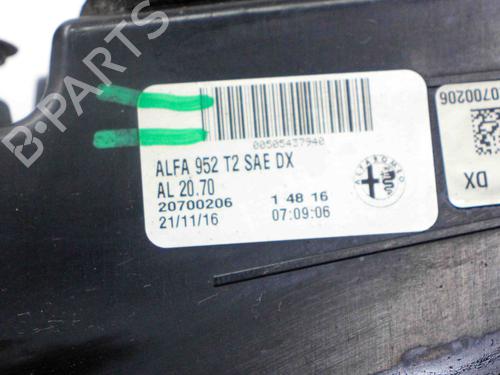 00505437940
ALFA 952 T2 SAE DX
AL 20.70
20700206 1 48 16
21/11/16 07:09:06
ALFA ROMEO
DX
0700206